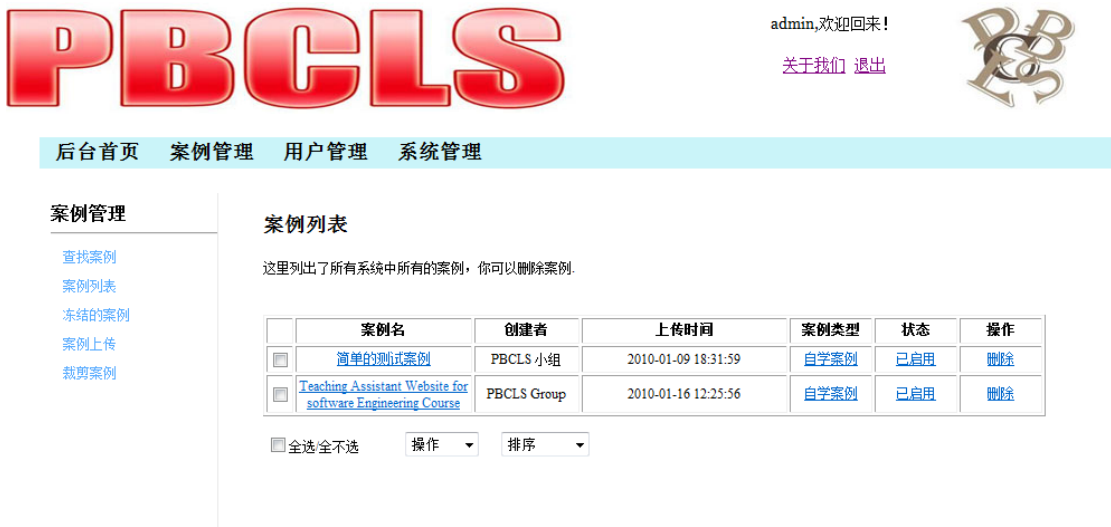 PBCLS
admin,欢迎回来!
关于我们 退出
后台首页 案例管理 用户管理 系统管理
案例管理
查找案例
案例列表
冻结的案例
案例上传
裁剪案例
案例列表
这里列出了所有系统中所有的案例，你可以删除案例.
案例名 创建者 上传时间 案例类型 状态 操作
简单的测试案例 PBCLS 小组 2010-01-09 18:31:59 自学案例 已启用 删除
Teaching Assistant Website for
software Engineering Course PBCLS Group 2010-01-16 12:25:56 自学案例 已启用 删除
全选/全不选 操作 排序